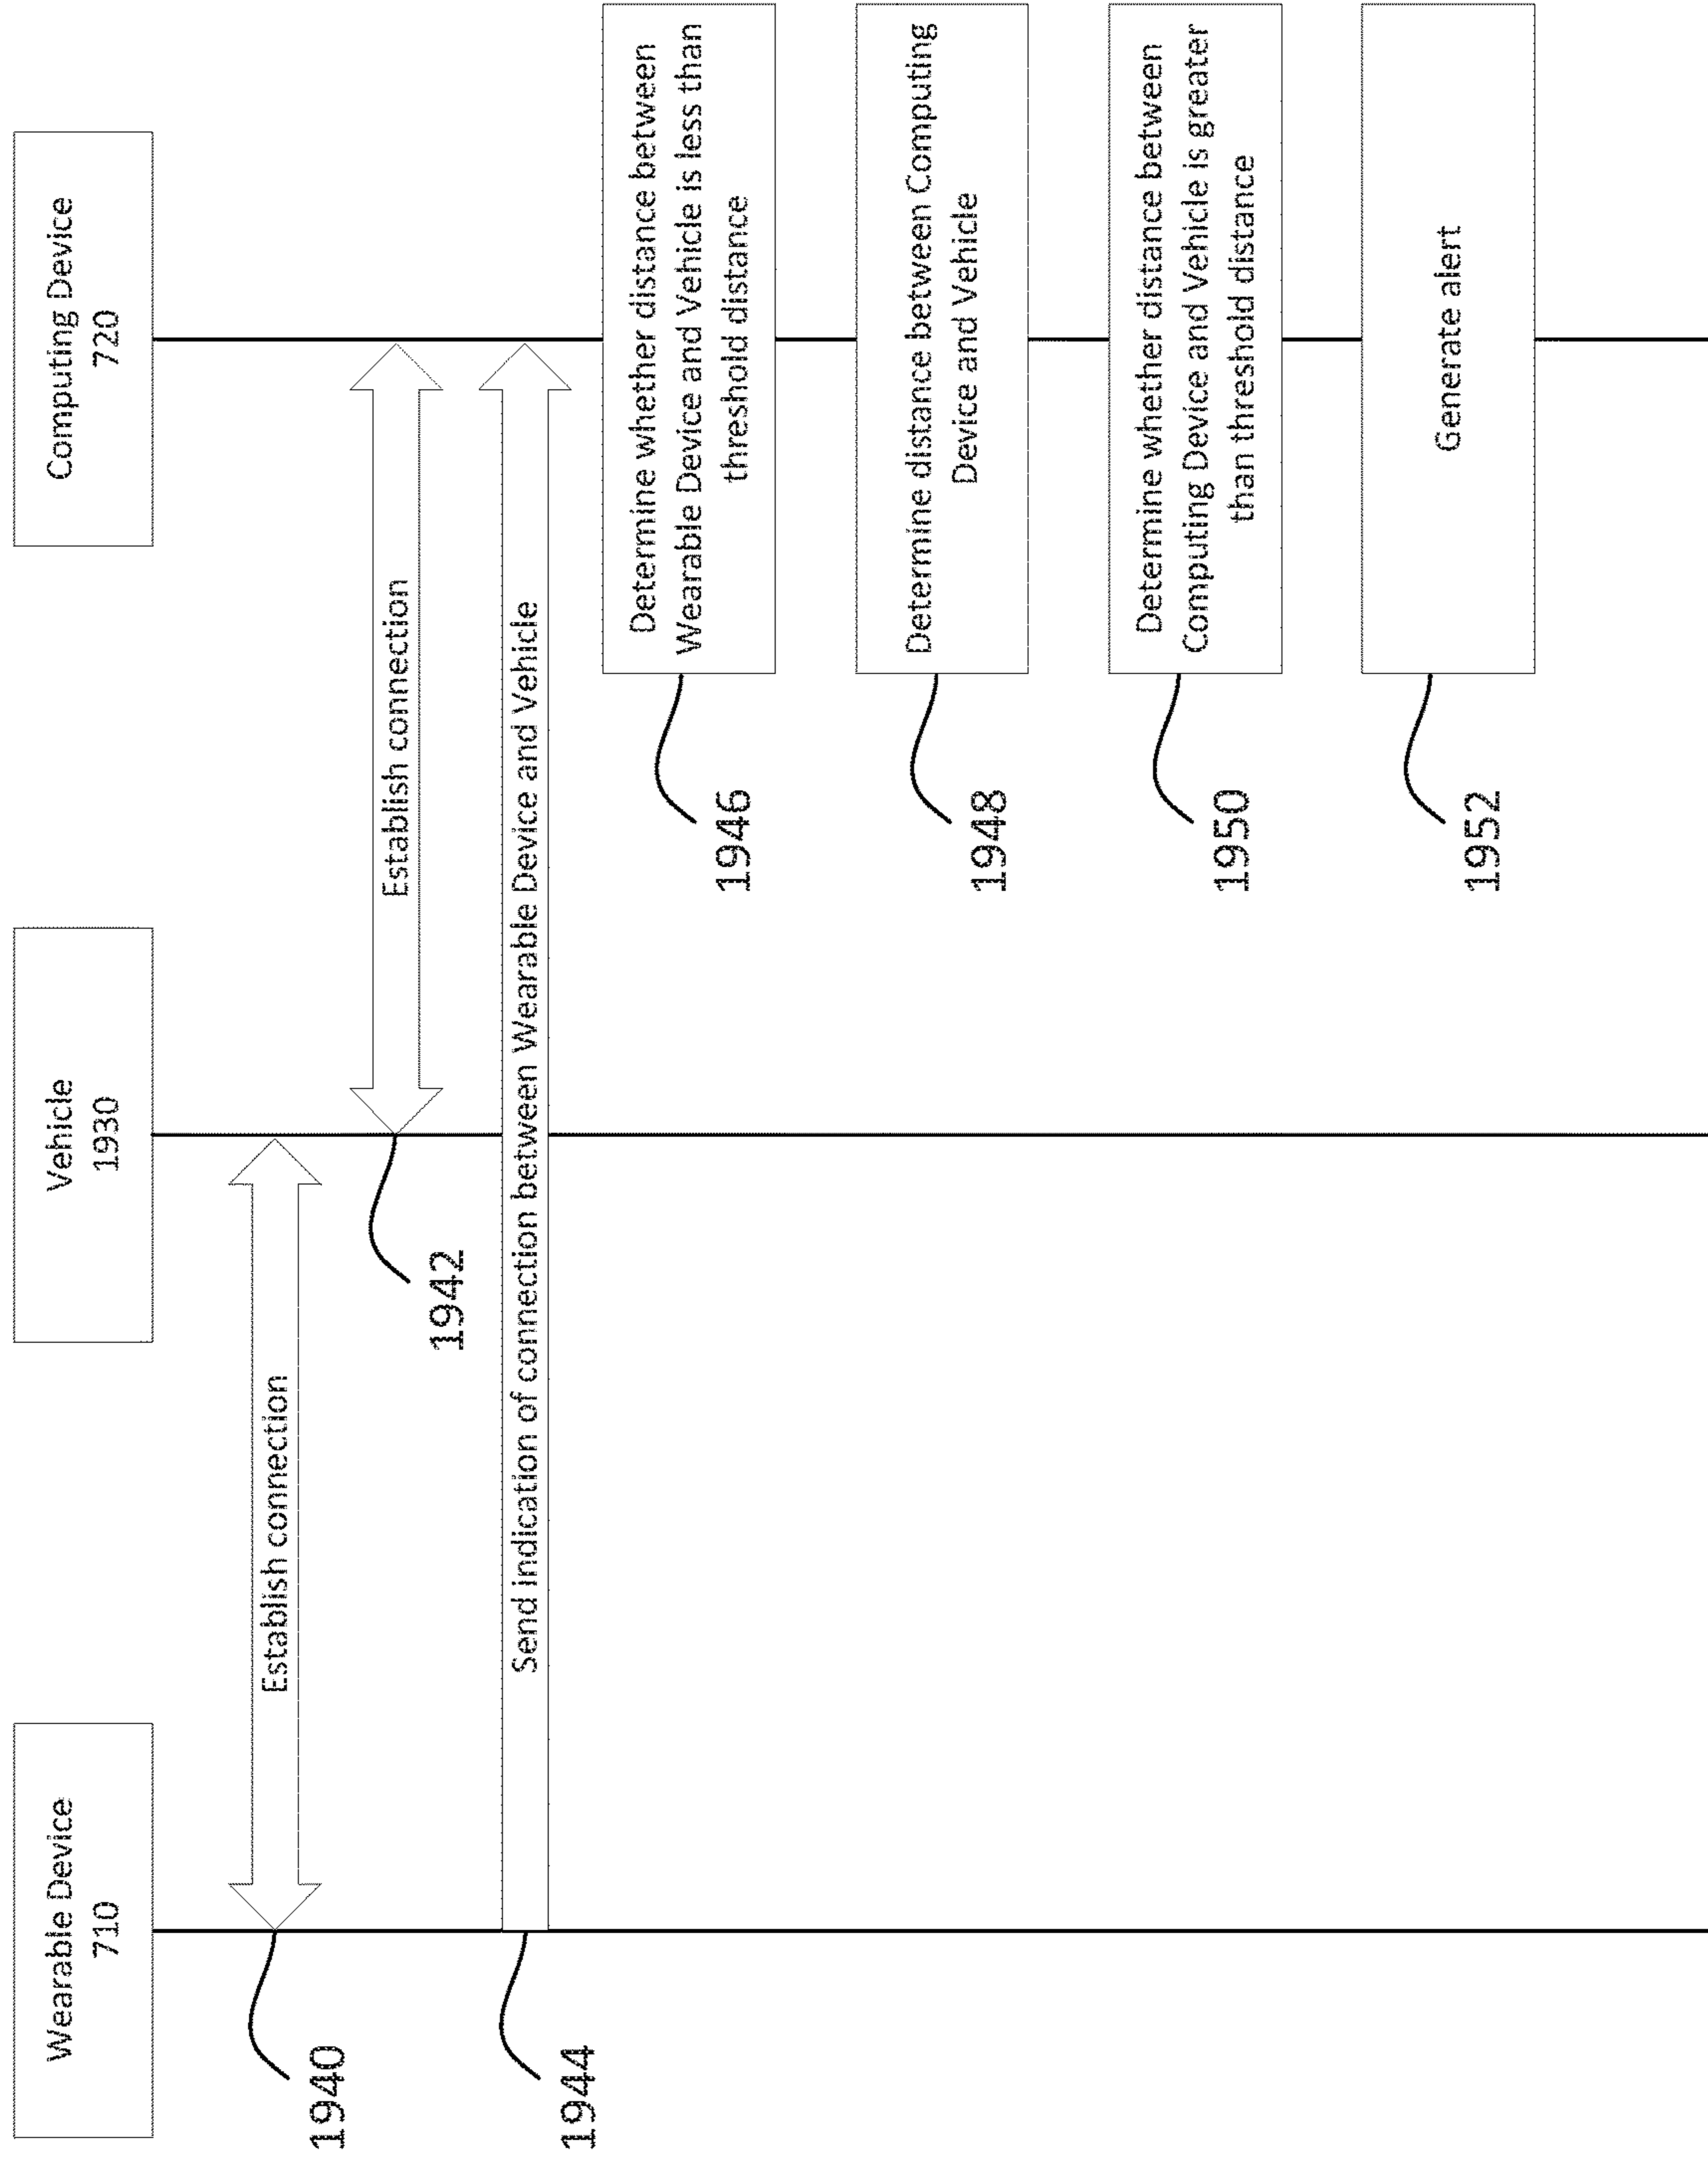 Wearable Device
710
Vehicle
1930
Computing Device
720
Establish connection
1940
Establish connection
1942
Send indication of connection between Wearable Device and Vehicle
1944
Determine whether distance between
Wearable Device and Vehicle is less than
threshold distance
1946
Determine distance between Computing
Device and Vehicle
1948
Determine whether distance between
Computing Device and Vehicle is greater
than threshold distance
1950
Generate alert
1952